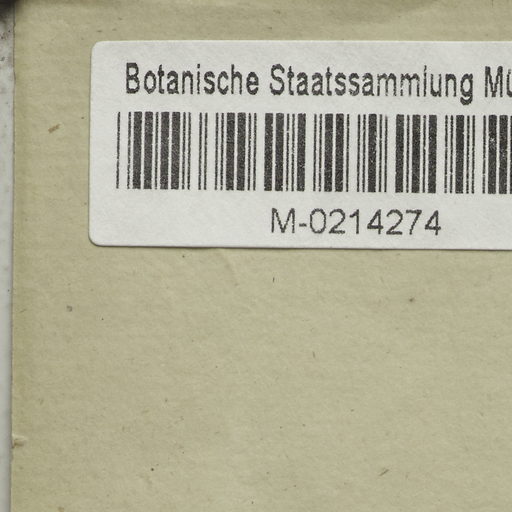 Botanische Staatssammlung Mü
M-0214274